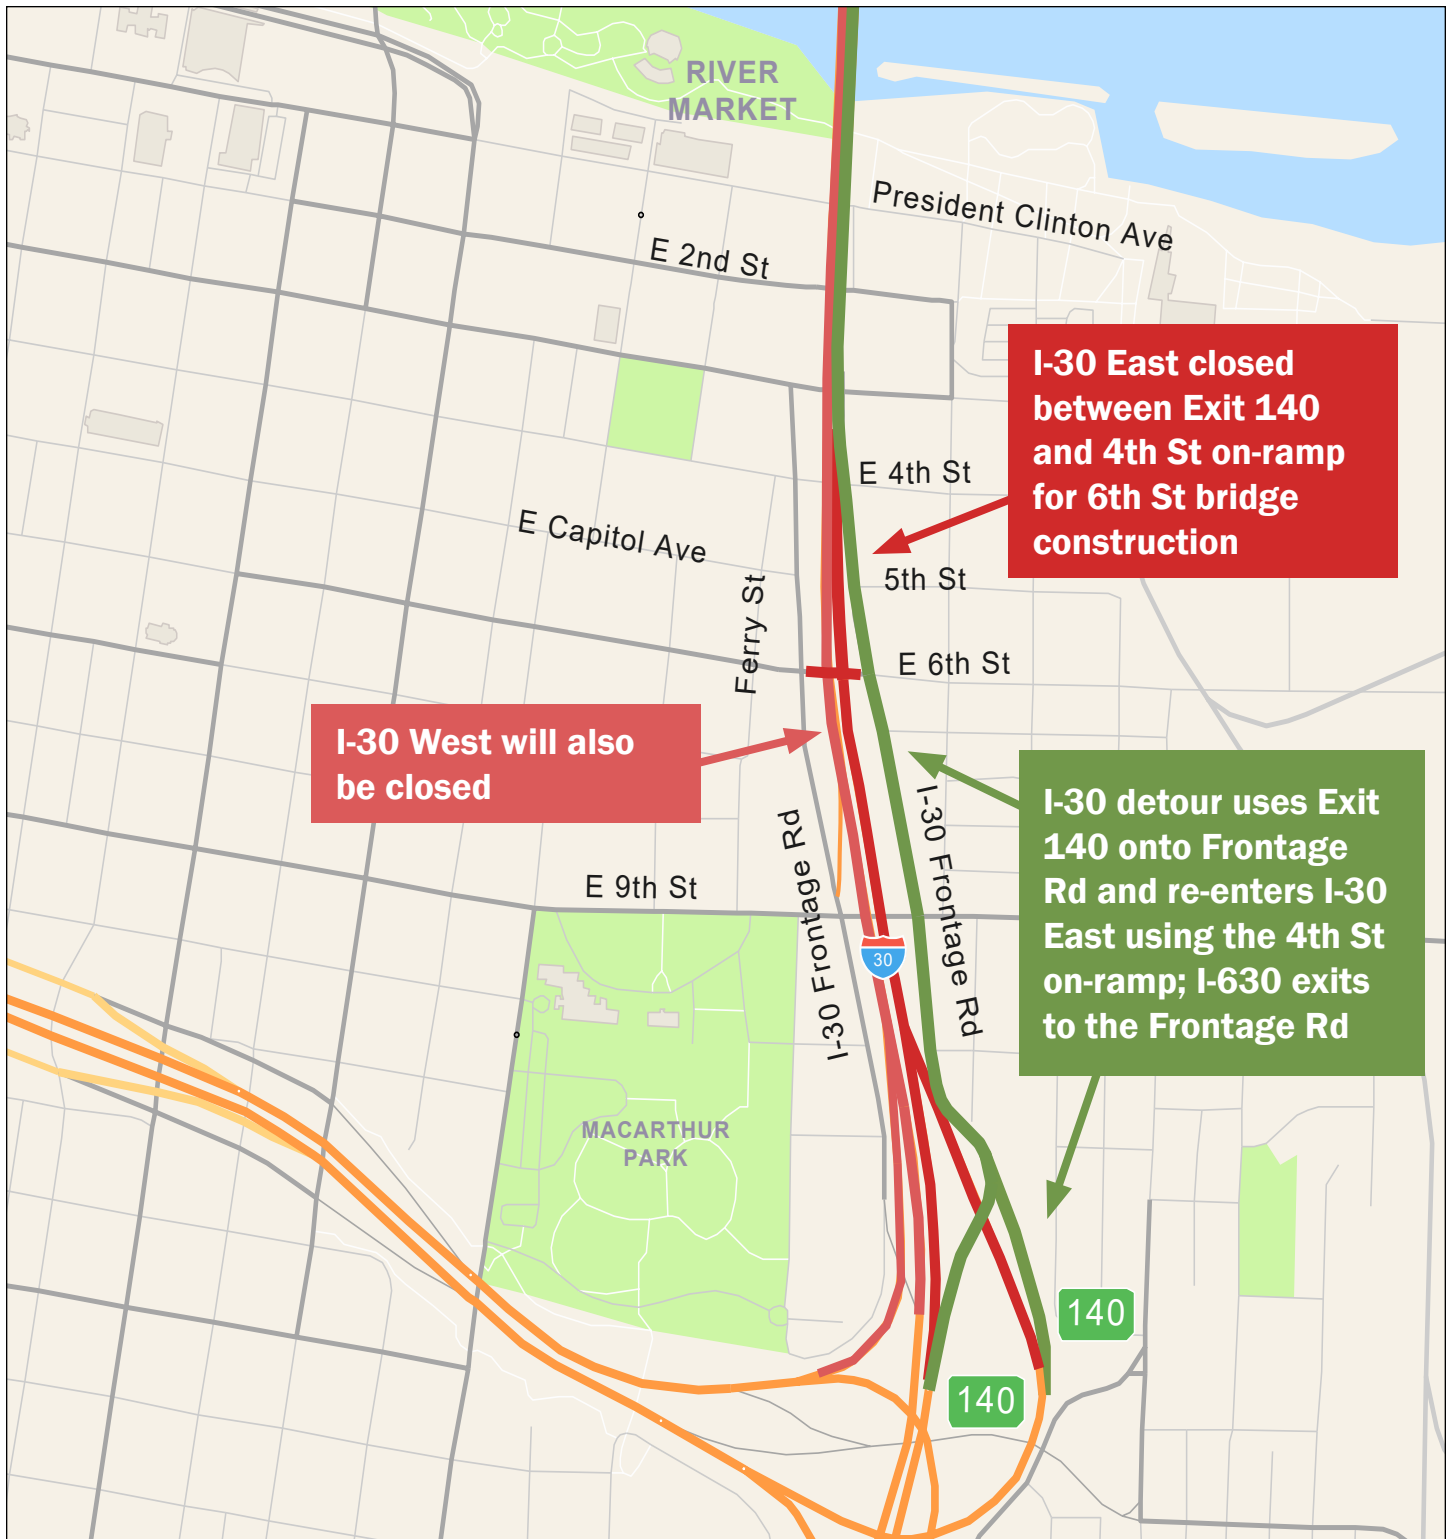 RIVER
MARKET
President Clinton Ave
E 2nd St
I-30 East closed
between Exit 140
and 4th St on-ramp
for 6th St bridge
construction
E 4th St
E Capitol Ave
5th St
Ferry St
E 6th St
I-30 West will also
be closed
I-30 detour uses Exit
140 onto Frontage
Rd and re-enters I-30
East using the 4th St
on-ramp; I-630 exits
to the Frontage Rd
I-30 Frontage Rd
I-30 Frontage Rd
E 9th St
30
MACARTHUR
PARK
140
140